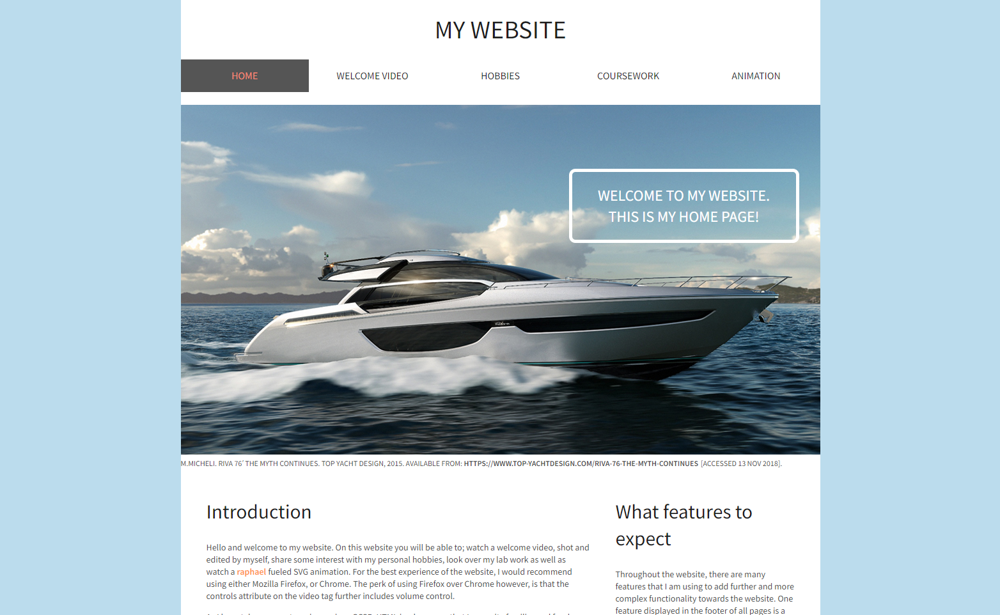 MY WEBSITE
HOME
WELCOME VIDEO
HOBBIES
COURSEWORK
ANIMATION
WELCOME TO MY WEBSITE.
THIS IS MY HOME PAGE!
Riva
M.MICHELI. RIVA 76' THE MYTH CONTINUES. TOP YACHT DESIGN, 2015. AVAILABLE FROM: HTTPS://WWW.TOP-YACHTDESIGN.COM/RIVA-76-THE-MYTH-CONTINUES [ACCESSED 13 NOV 2018].
Introduction
Hello and welcome to my website. On this website you will be able to; watch a welcome video, shot and
edited by myself, share some interest with my personal hobbies, look over my lab work as well as
watch a raphael fueled SVG animation. For the best experience of the website, I would recommend
using either Mozilla Firefox, or Chrome. The perk of using Firefox over Chrome however, is that the
controls attribute on the video tag further includes volume control.
What features to
expect
Throughout the website, there are many
features that I am using to add further and more
complex functionality towards the website. One
feature displayed in the footer of all pages is a